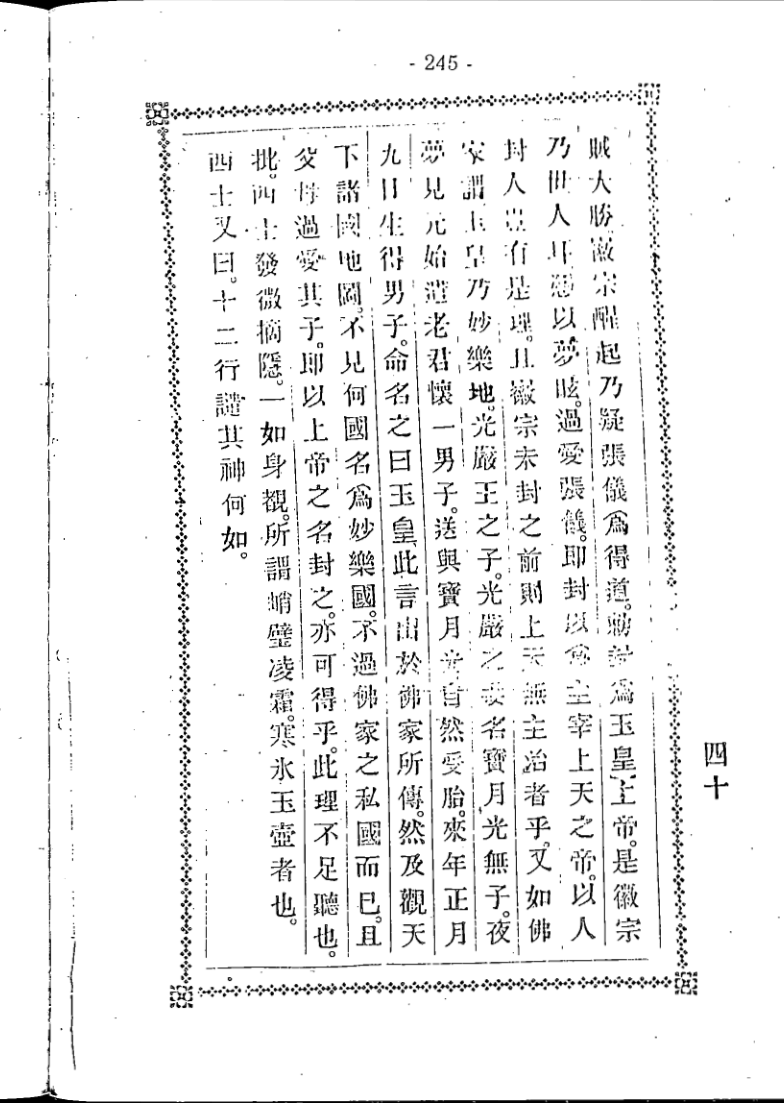 - 245 -
四十
賊大勝徽宗醒起乃疑張儀爲得道。勅封爲玉皇上帝。是徽宗
乃世人耳惑以夢眩。過愛張儀。即封以爲主宰上天之帝。以人
封人豈有是理。且徽宗未封之前則上天無主治者乎。又如佛
家謂玉皇乃妙樂地。光嚴王之子。光嚴之妻名寶月光無子。夜
夢見元始遣老君懷一男子。送與寶月光自然受胎。來年正月
九日生得男子。命名之曰玉皇此言出於佛家所傳。然及觀天
下諸國地圖。不見何國名爲妙樂國。不過佛家之私國而已。且
父母過愛其子。即以上帝之名封之。亦可得乎。此理不足聽也。
批。西士發微摘隱。一如身覩。所謂峭壁凌霜。寒氷玉壺者也。
西士又曰。十二行譴其神何如。